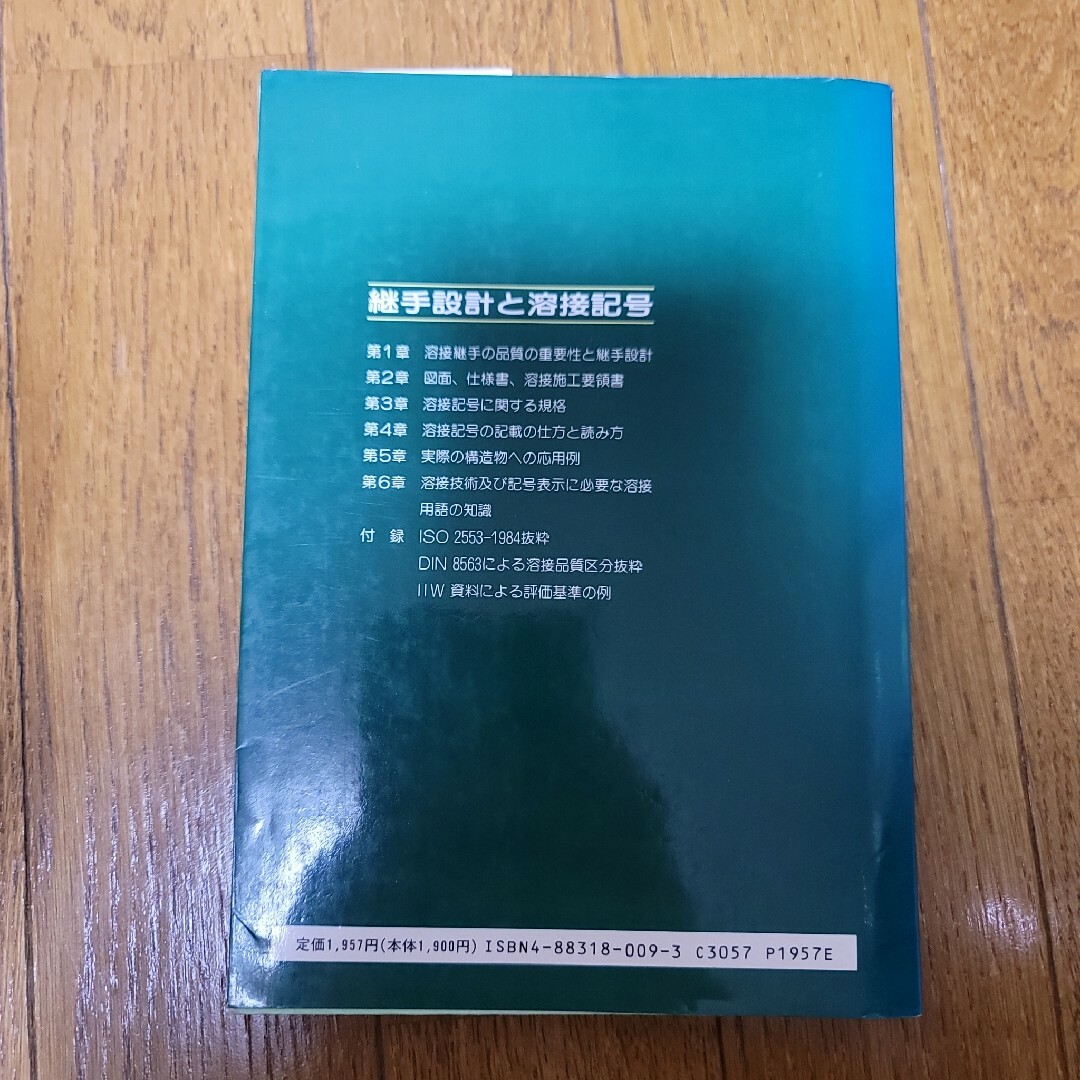 継手設計と溶接記号
第1章 溶接継手の品質の重要性と継手設計
第2章 図面、仕様書、溶接施工要領書
第3章 溶接記号に関する規格
第4章 溶接記号の記載の仕方と読み方
第5章 実際の構造物への応用例
第6章 溶接技術及び記号表示に必要な溶接
用語の知識
付 録 ISO 2553-1984抜粋
DIN 8563による溶接品質区分抜粋
IIW 資料による評価基準の例
定価1,957円(本体1,900円) ISBN4-88318-009-3 C3057 P1957E